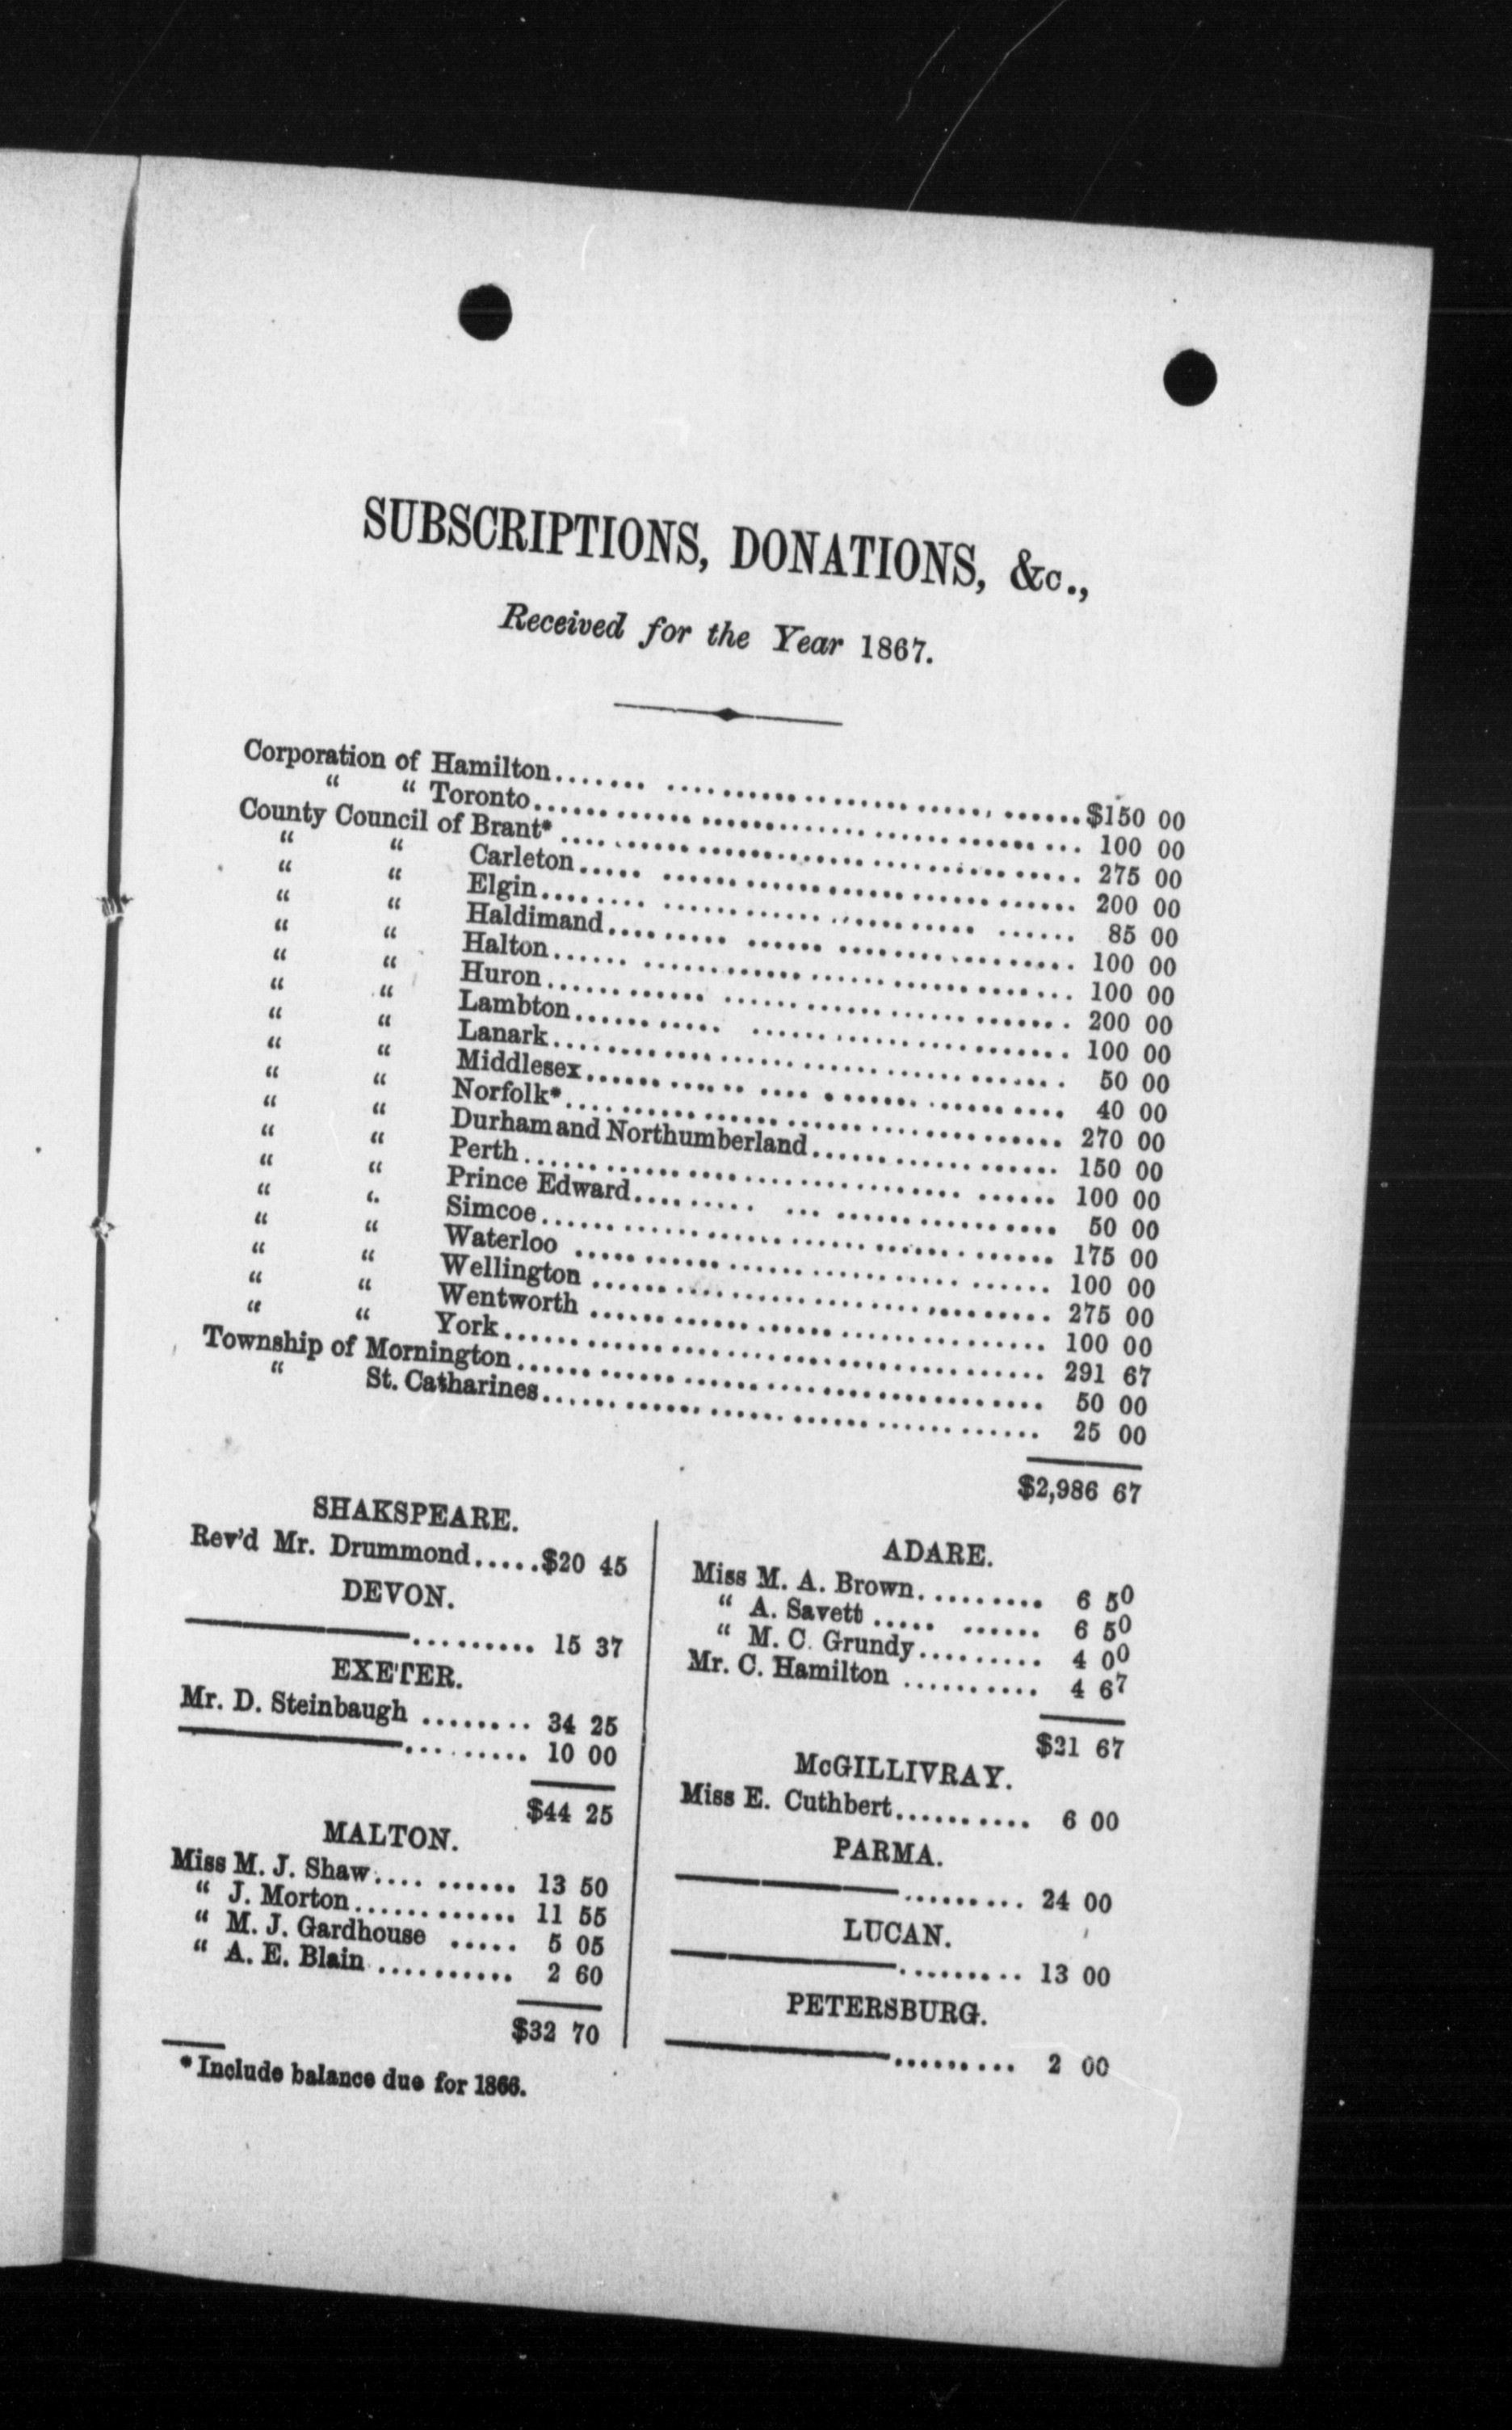 SUBSCRIPTIONS, DONATIONS, &c.,
Received for the Year 1867.
Corporation of Hamilton....... ...........................................$150 00
“ “ Toronto.................................................. 100 00
County Council of Brant*.................................................. 275 00
“ “ Carleton..... .............................................. 200 00
“ “ Elgin........ ........................... ...... 85 00
“ “ Haldimand......... ...... ......................... 100 00
“ “ Halton...... ........................................ 100 00
“ “ Huron............ ................................... 200 00
“ “ Lambton........... .................................. 100 00
“ “ Lanark............................................... 50 00
“ “ Middlesex............ .... ....... .......... 40 00
“ “ Norfolk*............................................. 270 00
“ “ Durham and Northumberland.................. 150 00
“ “ Perth...................................... ...... 100 00
“ “ Prince Edward......... ... ................ 50 00
“ “ Simcoe............................................... 175 00
“ “ Waterloo ............................ ...... 100 00
“ “ Wellington ......................................... 275 00
“ “ Wentworth ......................................... 100 00
“ “ York.................................................. 291 67
Township of Mornington............................................. 50 00
“ St. Catharines.......................................... 25 00
$2,986 67
SHAKSPEARE.
Rev'd Mr. Drummond.....$20 45
DEVON.
——......... 15 37
EXETER.
Mr. D. Steinbaugh ........ 34 25
——......... 10 00
$44 25
MALTON.
Miss M. J. Shaw.... ...... 13 50
“ J. Morton............. 11 55
“ M. J. Gardhouse ..... 5 05
“ A. E. Blain .......... 2 60
$32 70
* Include balance due for 1866.
ADARE.
Miss M. A. Brown.......... 6 50
“ A. Savett ..... ...... 6 50
“ M. C. Grundy......... 4 00
Mr. C. Hamilton .......... 4 67
$21 67
McGILLIVRAY.
Miss E. Cuthbert.......... 6 00
PARMA.
——......... 24 00
LUCAN.
——......... 13 00
PETERSBURG.
——......... 2 00